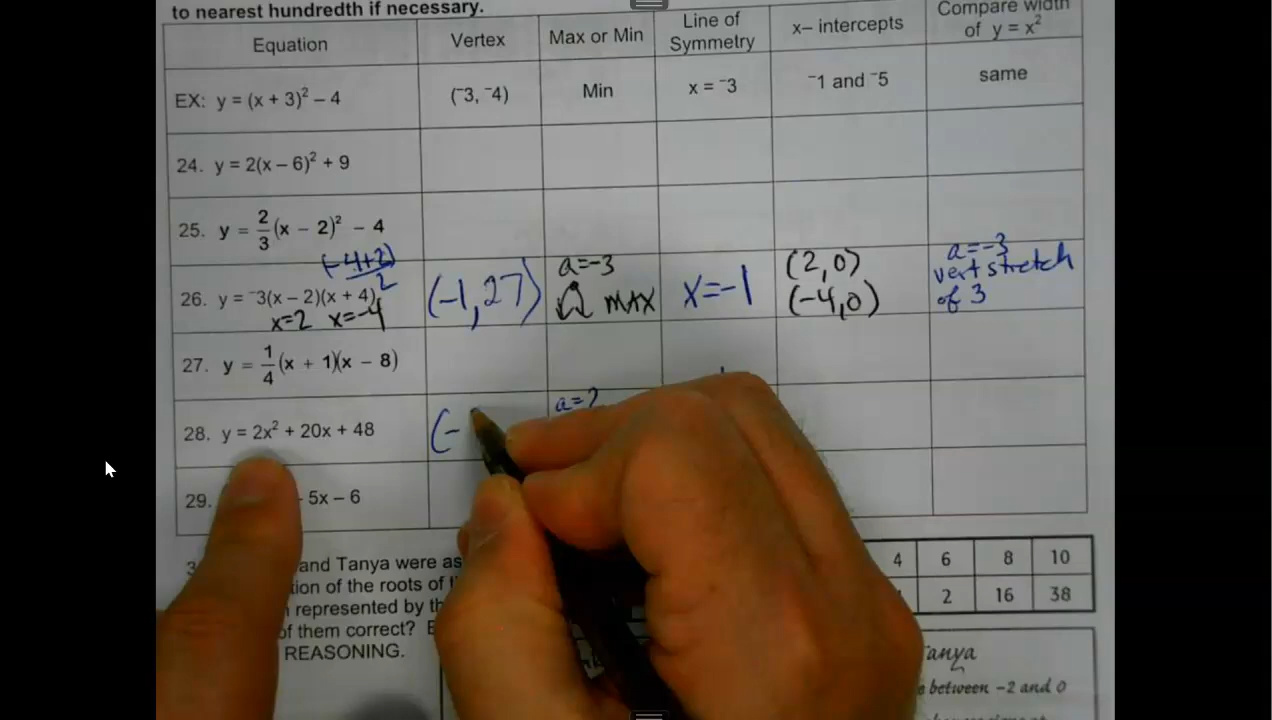 to nearest hundredth if necessary.
Equation Vertex Max or Min Line of Symmetry x– intercepts Compare width of y = x²
EX: y = (x + 3)² – 4 (⁻3, ⁻4) Min x = ⁻3 ⁻1 and ⁻5 same
24. y = 2(x – 6)² + 9
25. y = 2/3 (x – 2)² – 4
(-4+2)/2
26. y = ⁻3(x – 2)(x + 4) (-1,27) a=-3 MAX x=-1 (2,0) (-4,0) a=-3 vert stretch of 3
x=2 x=-4
27. y = 1/4 (x + 1)(x – 8)
28. y = 2x² + 20x + 48 (- a=2
29. 5x – 6
and Tanya were as
tion of the roots of
represented by th
of them correct?
REASONING.
4 6 8 10
2 16 38
Tanya
between -2 and 0